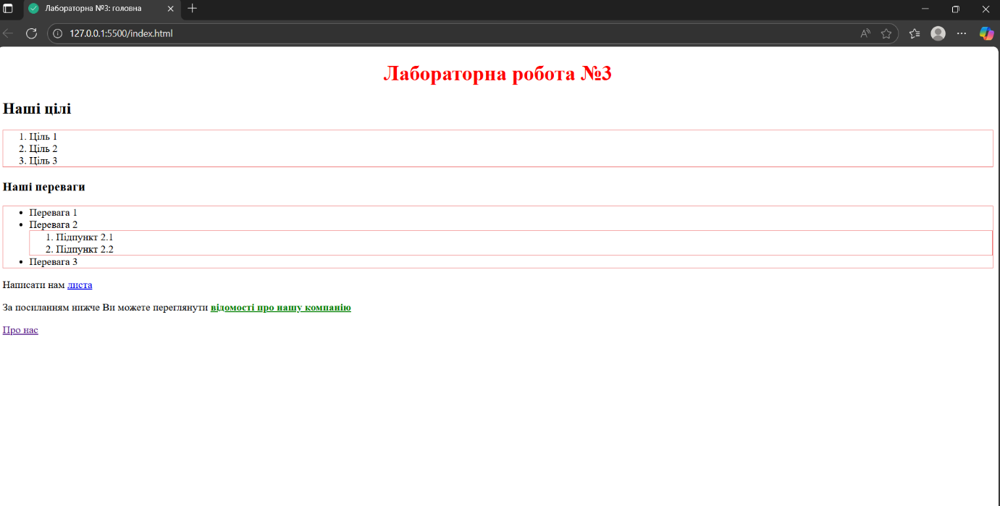 Лабораторна №3: головна
127.0.0.1:5500/index.html
Лабораторна робота №3
Наші цілі
1. Ціль 1
2. Ціль 2
3. Ціль 3
Наші переваги
• Перевага 1
• Перевага 2
1. Підпункт 2.1
2. Підпункт 2.2
• Перевага 3
Написати нам листа
За посиланням нижче Ви можете переглянути відомості про нашу компанію
Про нас